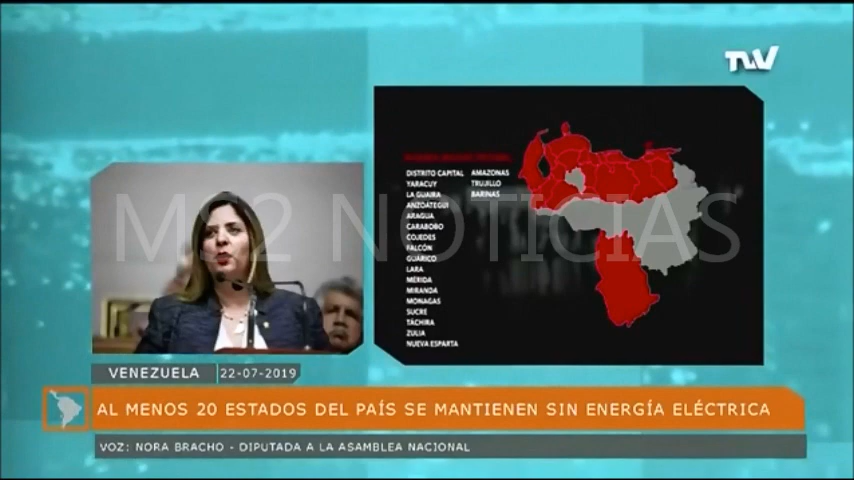 TVV
MS2 NOTICIAS
DISTRITO CAPITAL
YARACUY
LA GUAIRA
ANZOÁTEGUI
ARAGUA
CARABOBO
COJEDES
FALCÓN
GUÁRICO
LARA
MÉRIDA
MIRANDA
MONAGAS
SUCRE
TÁCHIRA
ZULIA
NUEVA ESPARTA
AMAZONAS
TRUJILLO
BARINAS
VENEZUELA
22-07-2019
AL MENOS 20 ESTADOS DEL PAÍS SE MANTIENEN SIN ENERGÍA ELÉCTRICA
VOZ: NORA BRACHO - DIPUTADA A LA ASAMBLEA NACIONAL